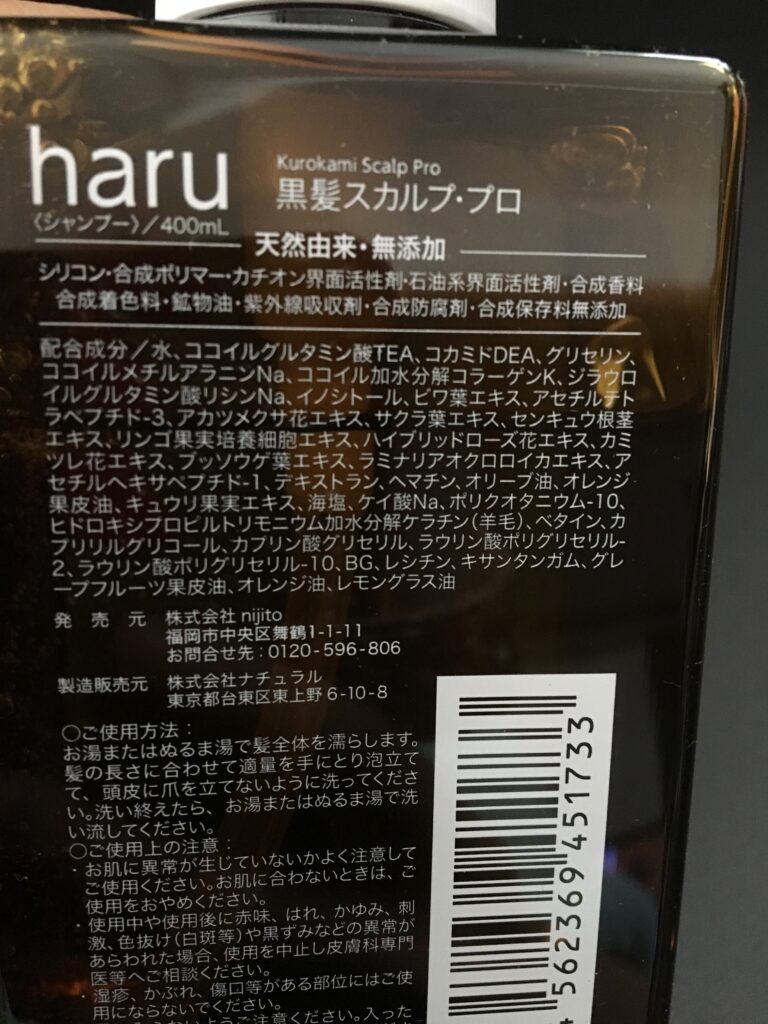 haru
Kurokami Scalp Pro
黒髪スカルプ・プロ
〈シャンプー〉/400mL
天然由来・無添加
シリコン・合成ポリマー・カチオン界面活性剤・石油系界面活性剤・合成香料
合成着色料・鉱物油・紫外線吸収剤・合成防腐剤・合成保存料無添加
配合成分/水、ココイルグルタミン酸TEA、コカミドDEA、グリセリン、
ココイルメチルアラニンNa、ココイル加水分解コラーゲンK、ジラウロ
イルグルタミン酸リシンNa、イノシトール、ビワ葉エキス、アセチルテト
ラペプチド-3、アカツメクサ花エキス、サクラ葉エキス、センキュウ根茎
エキス、リンゴ果実培養細胞エキス、ハイブリッドローズ花エキス、カミ
ツレ花エキス、ブッソウゲ葉エキス、ラミナリアオクロロイカエキス、ア
セチルヘキサペプチド-1、デキストラン、ヘマチン、オリーブ油、オレンジ
果皮油、キュウリ果実エキス、海塩、ケイ酸Na、ポリクオタニウム-10、
ヒドロキシプロピルトリモニウム加水分解ケラチン(羊毛)、ベタイン、カ
プリリルグリコール、カプリン酸グリセリル、ラウリン酸ポリグリセリル-
2、ラウリン酸ポリグリセリル-10、BG、レシチン、キサンタンガム、グレ
ープフルーツ果皮油、オレンジ油、レモングラス油
発売元 株式会社 nijito
福岡市中央区舞鶴1-1-11
お問合せ先:0120-596-806
製造販売元 株式会社ナチュラル
東京都台東区東上野6-10-8
○ご使用方法:
お湯またはぬるま湯で髪全体を濡らします。
髪の長さに合わせて適量を手にとり泡立て
て、頭皮に爪を立てないように洗ってくださ
い。洗い終えたら、お湯またはぬるま湯で洗
い流してください。
○ご使用上の注意:
・お肌に異常が生じていないかよく注意して
ご使用ください。お肌に合わないときは、ご
使用をおやめください。
・使用中や使用後に赤味、はれ、かゆみ、刺
激、色抜け(白斑等)や黒ずみなどの異常が
あらわれた場合、使用を中止し皮膚科専門
医等へご相談ください。
・湿疹、かぶれ、傷口等がある部位にはご使
用にならないでください。
562369 451733